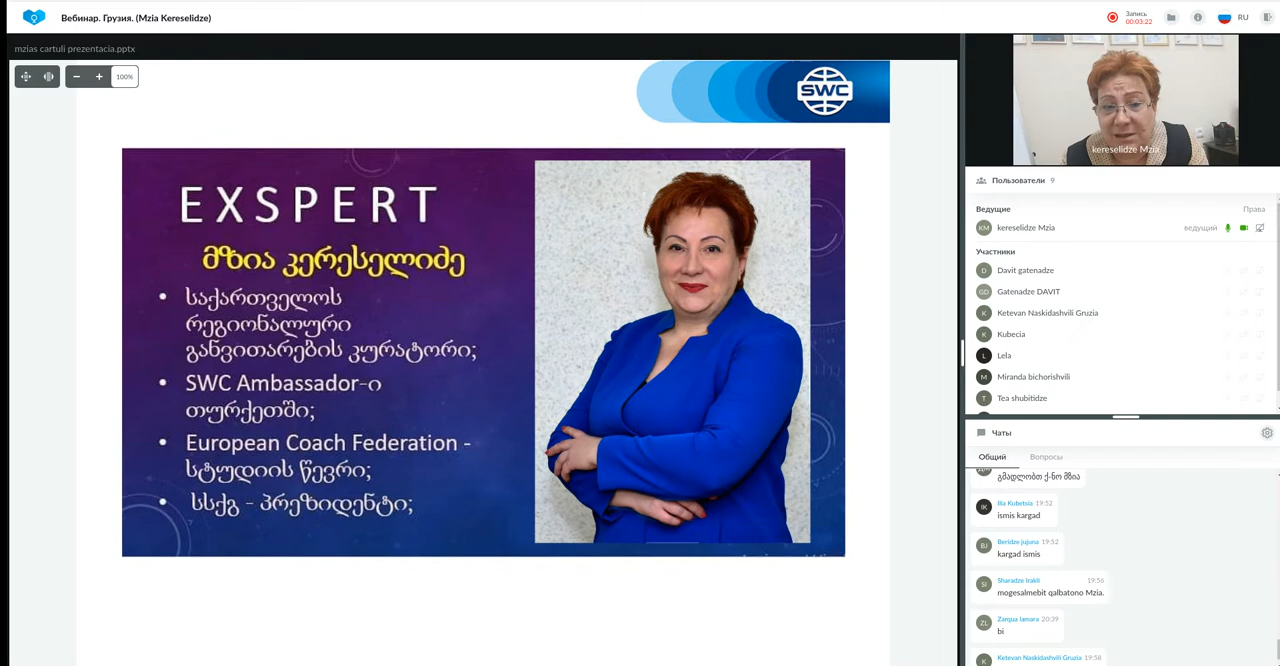 Вебинар. Грузия. (Mzia Kereselidze)
Запись
00:03:22
RU
mzias cartuli prezentacia.pptx
100%
SWC
EXSPERT
მზია კერესელიძე
• საქართველოს
რეგიონალური
განვითარების კურატორი;
• SWC Ambassador-ი
თურქეთში;
• European Coach Federation -
სტუდიის წევრი;
• სსქგ - პრეზიდენტი;
kereselidze Mzia
Пользователи 9
Ведущие Права
KM kereselidze Mzia ведущий
Участники
D Davit gatenadze
GD Gatenadze DAVIT
K Ketevan Naskidashvili Gruzia
K Kubecia
L Lela
M Miranda bichorishvili
T Tea shubitidze
Чаты
Общий Вопросы
გმადლობთ ქ-ნო მზია
IK Ilia Kubetsia 19:52
ismis kargad
BJ Beridze jujuna 19:52
kargad ismis
SI Sharadze Irakli 19:56
mogesalmebit qalbatono Mzia.
ZL Zarqua lamara 20:39
bi
K Ketevan Naskidashvili Gruzia 19:58